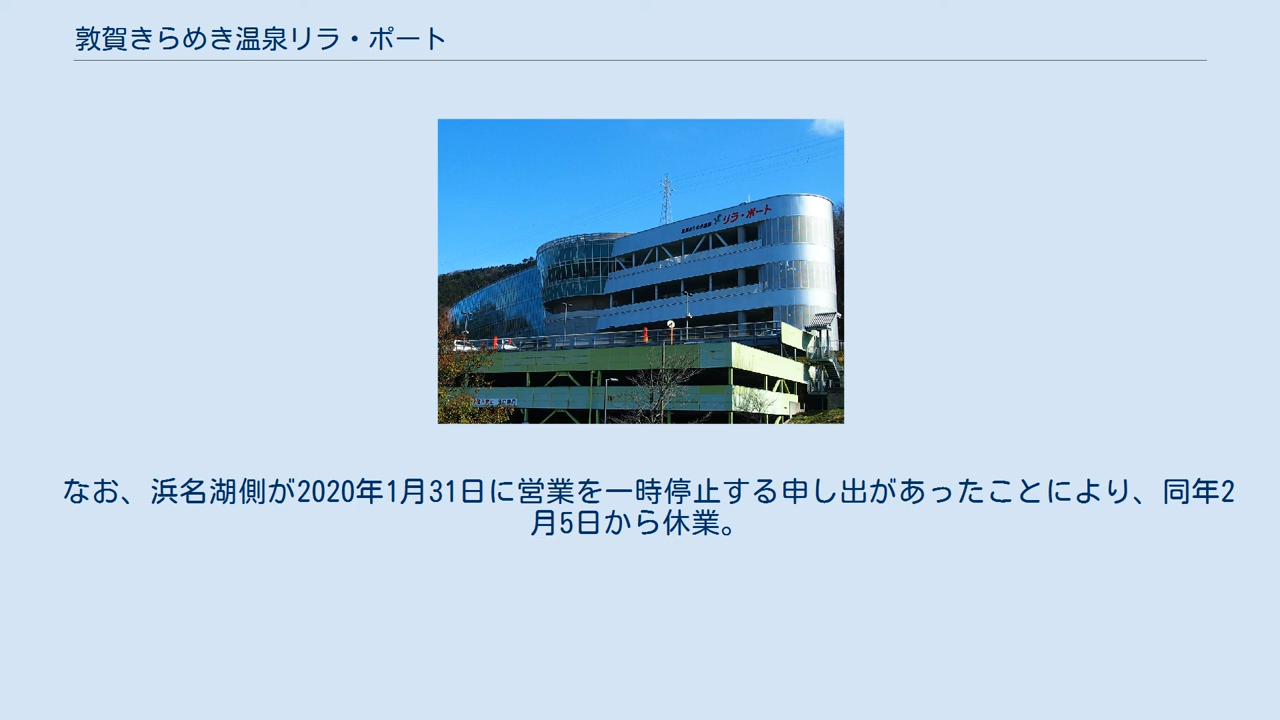 敦賀きらめき温泉リラ・ポート
リラ・ポート
なお、浜名湖側が2020年1月31日に営業を一時停止する申し出があったことにより、同年2
月5日から休業。